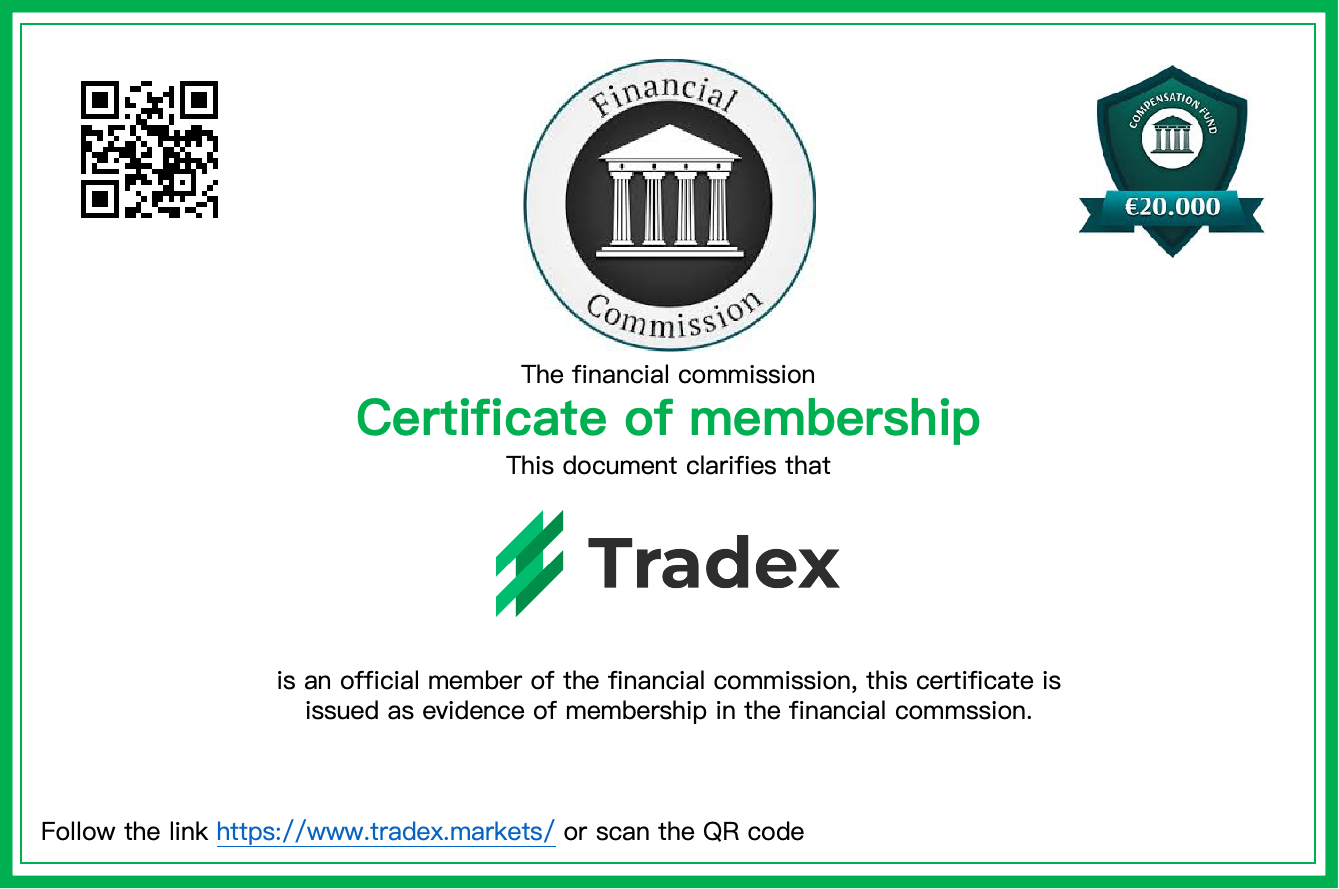 Financial
Commission
COMPENSATION FUND
€20.000
The financial commission
Certificate of membership
This document clarifies that
Tradex
is an official member of the financial commission, this certificate is
issued as evidence of membership in the financial commssion.
Follow the link https://www.tradex.markets/ or scan the QR code